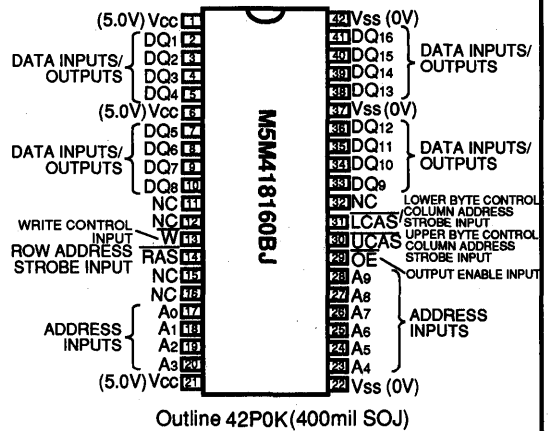 (5.0V) Vcc 1
DQ1 2
DQ2 3
DQ3 4
DQ4 5
DATA INPUTS/
OUTPUTS
(5.0V) Vcc 6
DQ5 7
DQ6 8
DQ7 9
DQ8 10
DATA INPUTS/
OUTPUTS
NC 11
NC 12
WRITE CONTROL
INPUT
W 13
ROW ADDRESS
STROBE INPUT
RAS 14
NC 15
NC 16
A0 17
A1 18
A2 19
A3 20
ADDRESS
INPUTS
(5.0V) Vcc 21
M5M418160BJ
42 Vss (0V)
41 DQ16
40 DQ15
39 DQ14
38 DQ13
DATA INPUTS/
OUTPUTS
37 Vss (0V)
36 DQ12
35 DQ11
34 DQ10
33 DQ9
DATA INPUTS/
OUTPUTS
32 NC
31 LCAS
LOWER BYTE CONTROL
COLUMN ADDRESS
STROBE INPUT
30 UCAS
UPPER BYTE CONTROL
COLUMN ADDRESS
STROBE INPUT
29 OE
OUTPUT ENABLE INPUT
28 A9
27 A8
26 A7
25 A6
24 A5
23 A4
ADDRESS
INPUTS
22 Vss (0V)
Outline 42P0K(400mil SOJ)